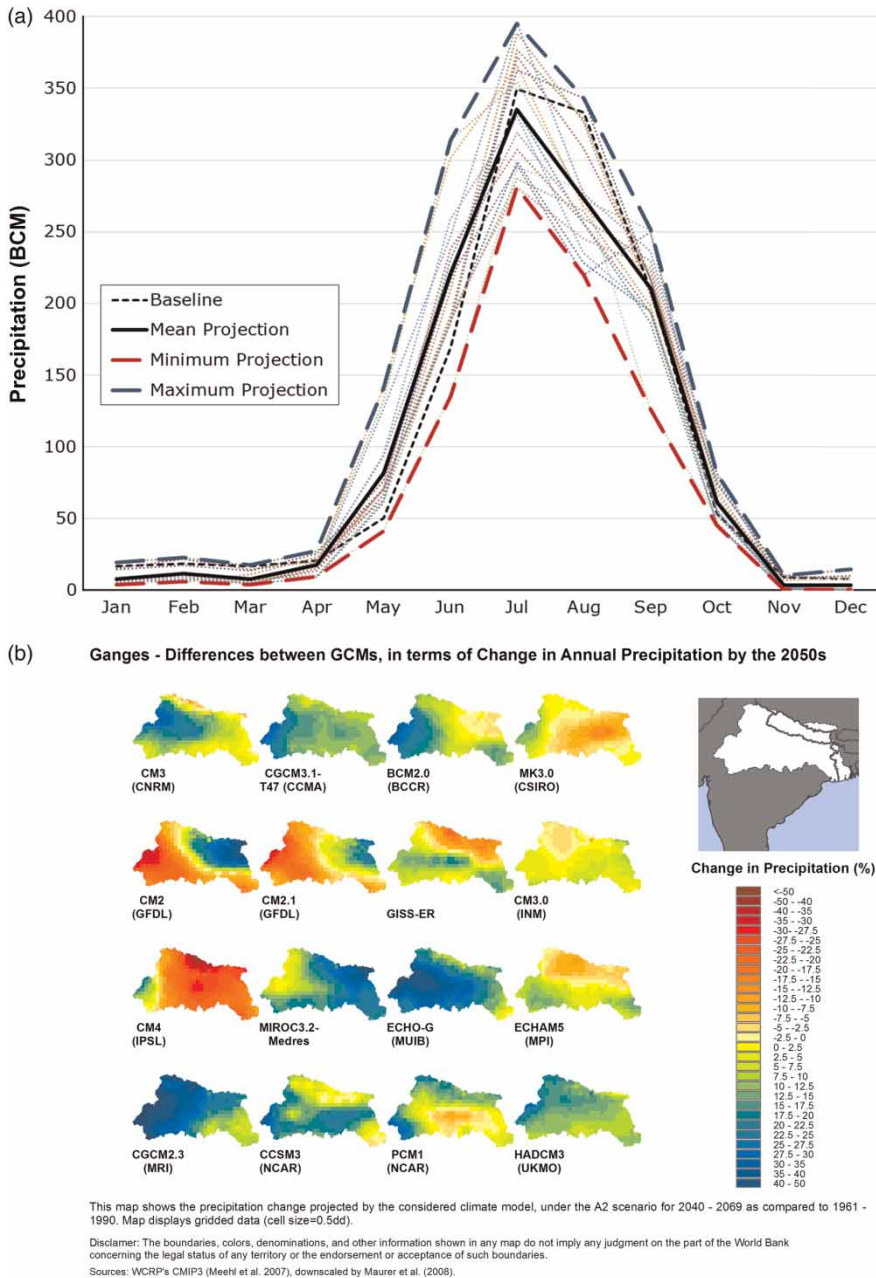 (a)
400
350
300
250
200
150
100
50
0
Precipitation (BCM)
Baseline
Mean Projection
Minimum Projection
Maximum Projection
Jan Feb Mar Apr May Jun Jul Aug Sep Oct Nov Dec
(b)
Ganges - Differences between GCMs, in terms of Change in Annual Precipitation by the 2050s
CM3
(CNRM)
CGCM3.1-
T47 (CCMA)
BCM2.0
(BCCR)
MK3.0
(CSIRO)
CM2
(GFDL)
CM2.1
(GFDL)
GISS-ER
CM3.0
(INM)
CM4
(IPSL)
MIROC3.2-
Medres
ECHO-G
(MUIB)
ECHAM5
(MPI)
CGCM2.3
(MRI)
CCSM3
(NCAR)
PCM1
(NCAR)
HADCM3
(UKMO)
Change in Precipitation (%)
<-50
-50 - -40
-40 - -35
-35 - -30
-30- -27.5
-27.5 - -25
-25 - -22.5
-22.5 - -20
-20 - -17.5
-17.5 - -15
-15 - -12.5
-12.5 - -10
-10 - -7.5
-7.5 - -5
-5 - -2.5
-2.5 - 0
0 - 2.5
2.5 - 5
5 - 7.5
7.5 - 10
10 - 12.5
12.5 - 15
15 - 17.5
17.5 - 20
20 - 22.5
22.5 - 25
25 - 27.5
27.5 - 30
30 - 35
35 - 40
40 - 50
This map shows the precipitation change projected by the considered climate model, under the A2 scenario for 2040 - 2069 as compared to 1961 -
1990. Map displays gridded data (cell size=0.5dd).
Disclamer: The boundaries, colors, denominations, and other information shown in any map do not imply any judgment on the part of the World Bank
concerning the legal status of any territory or the endorsement or acceptance of such boundaries.
Sources: WCRP's CMIP3 (Meehl et al. 2007), downscaled by Maurer et al. (2008).